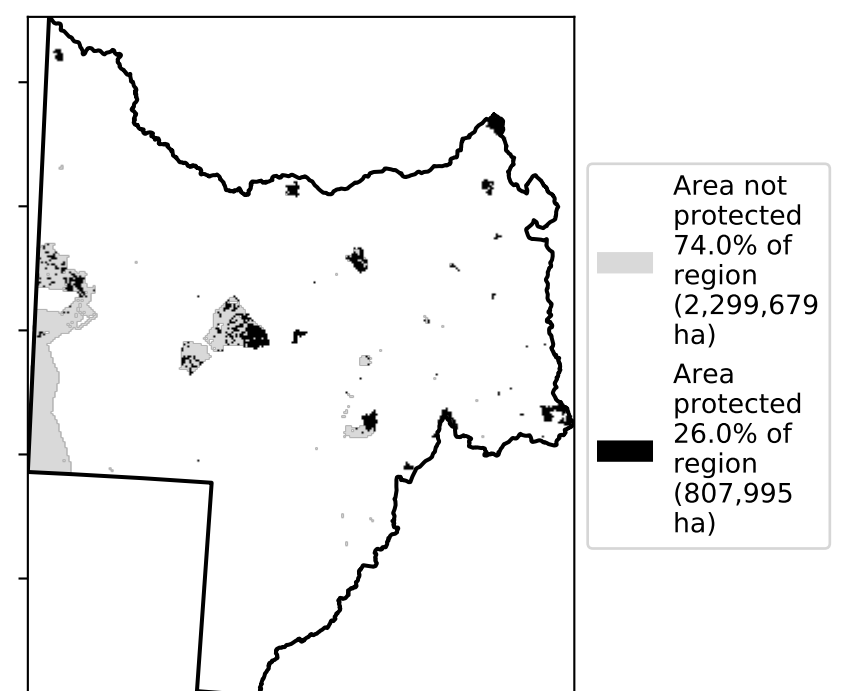 Area not
protected
74.0% of
region
(2,299,679
ha)
Area
protected
26.0% of
region
(807,995
ha)